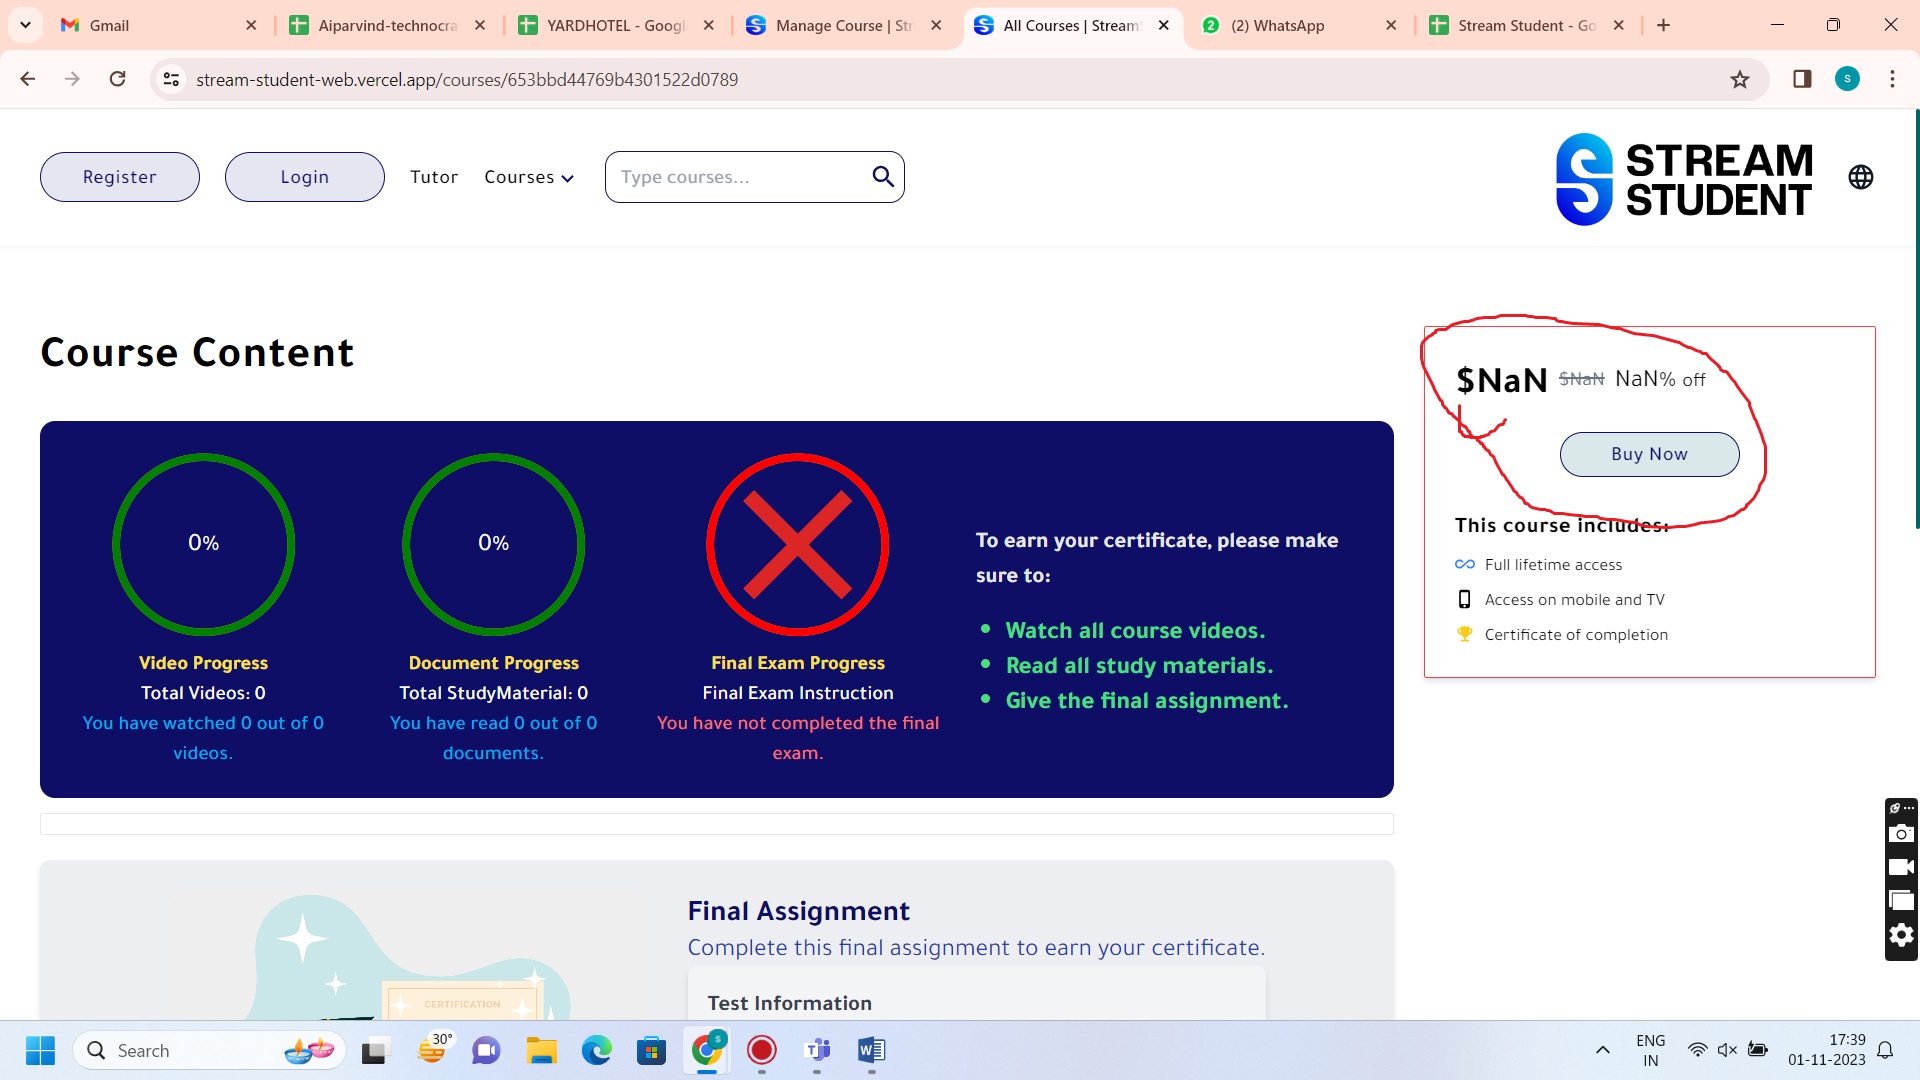 Gmail
Aiparvind-technocra
YARDHOTEL - Googl
Manage Course | Str
All Courses | StreamS
(2) WhatsApp
Stream Student - Go
stream-student-web.vercel.app/courses/653bbd44769b4301522d0789
S
Register
Login
Tutor
Courses
Type courses...
STREAM
STUDENT
Course Content
$NaN $NaN NaN% off
Buy Now
This course includes:
Full lifetime access
Access on mobile and TV
Certificate of completion
0%
Video Progress
Total Videos: 0
You have watched 0 out of 0
videos.
0%
Document Progress
Total StudyMaterial: 0
You have read 0 out of 0
documents.
Final Exam Progress
Final Exam Instruction
You have not completed the final
exam.
To earn your certificate, please make
sure to:
• Watch all course videos.
• Read all study materials.
• Give the final assignment.
CERTIFICATION
Final Assignment
Complete this final assignment to earn your certificate.
Test Information
Search
30°
ENG
IN
17:39
01-11-2023